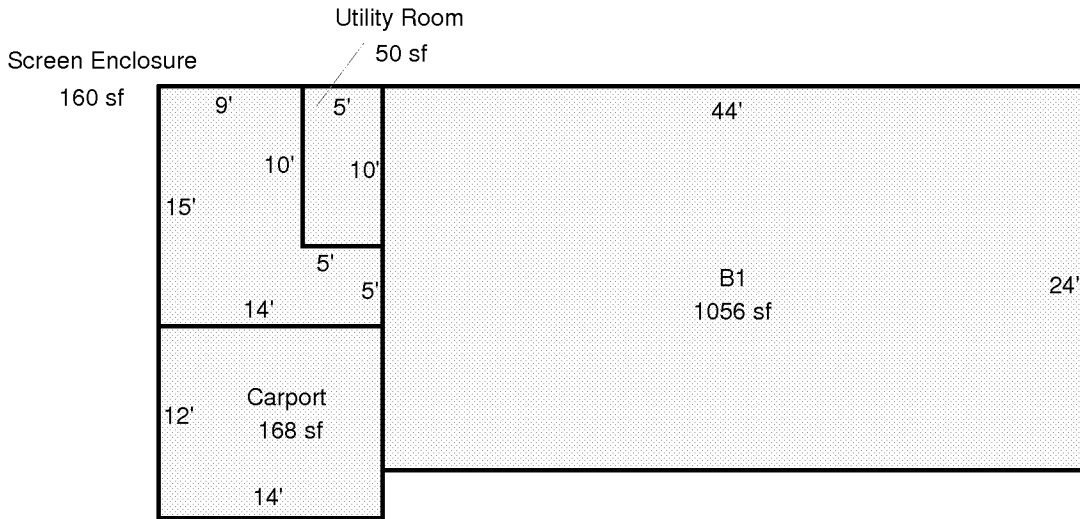 Utility Room
50 sf
Screen Enclosure
160 sf
9'
5'
44'
10'
10'
15'
5'
5'
14'
B1
1056 sf
24'
Carport
168 sf
12'
14'